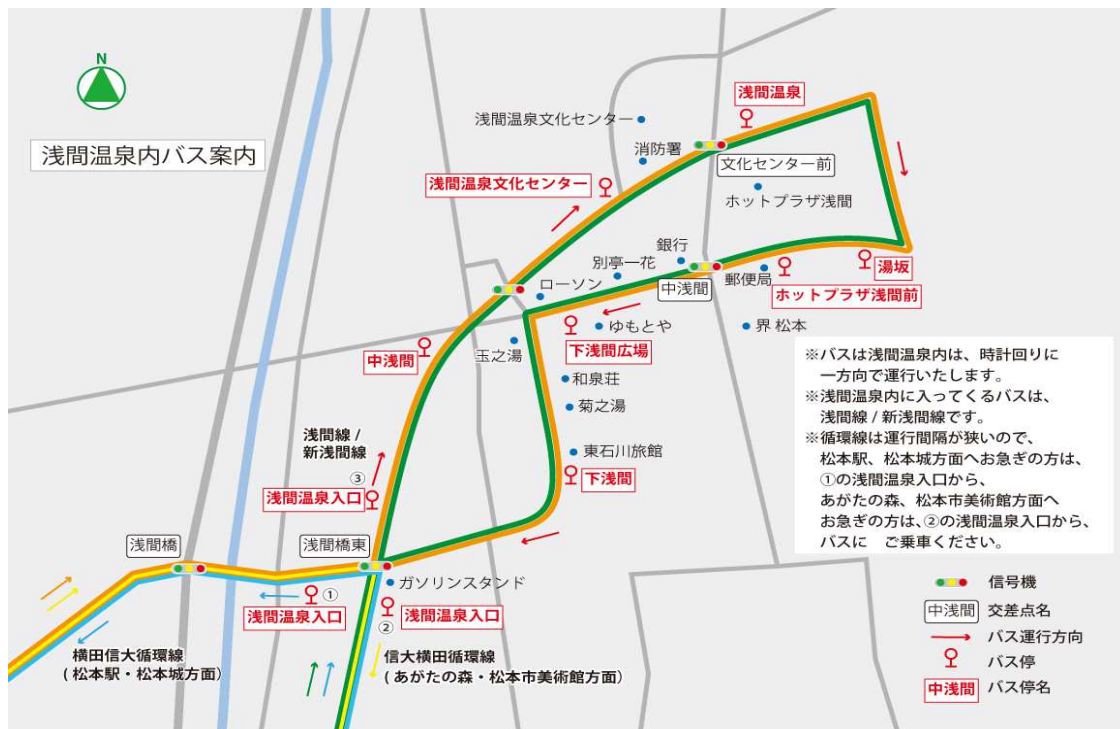 N
浅間温泉内バス案内
浅間温泉
浅間温泉文化センター
消防署
文化センター前
浅間温泉文化センター
ホットプラザ浅間
銀行
別亭一花
郵便局
湯坂
ローソン
中浅間
ホットプラザ浅間前
ゆもとや
界 松本
玉之湯
下浅間広場
中浅間
和泉荘
菊之湯
東石川旅館
下浅間
浅間線 /
新浅間線
③
浅間温泉入口
※バスは浅間温泉内は、時計回りに
一方向で運行いたします。
※浅間温泉内に入ってくるバスは、
浅間線 / 新浅間線です。
※循環線は運行間隔が狭いので、
松本駅、松本城方面へお急ぎの方は、
①の浅間温泉入口から、
あがたの森、松本市美術館方面へ
お急ぎの方は、②の浅間温泉入口から、
バスに ご乗車ください。
浅間橋
浅間橋東
ガソリンスタンド
①
浅間温泉入口
浅間温泉入口
②
横田信大循環線
( 松本駅・松本城方面)
信大横田循環線
( あがたの森・松本市美術館方面)
信号機
中浅間 交差点名
バス運行方向
バス停
中浅間 バス停名